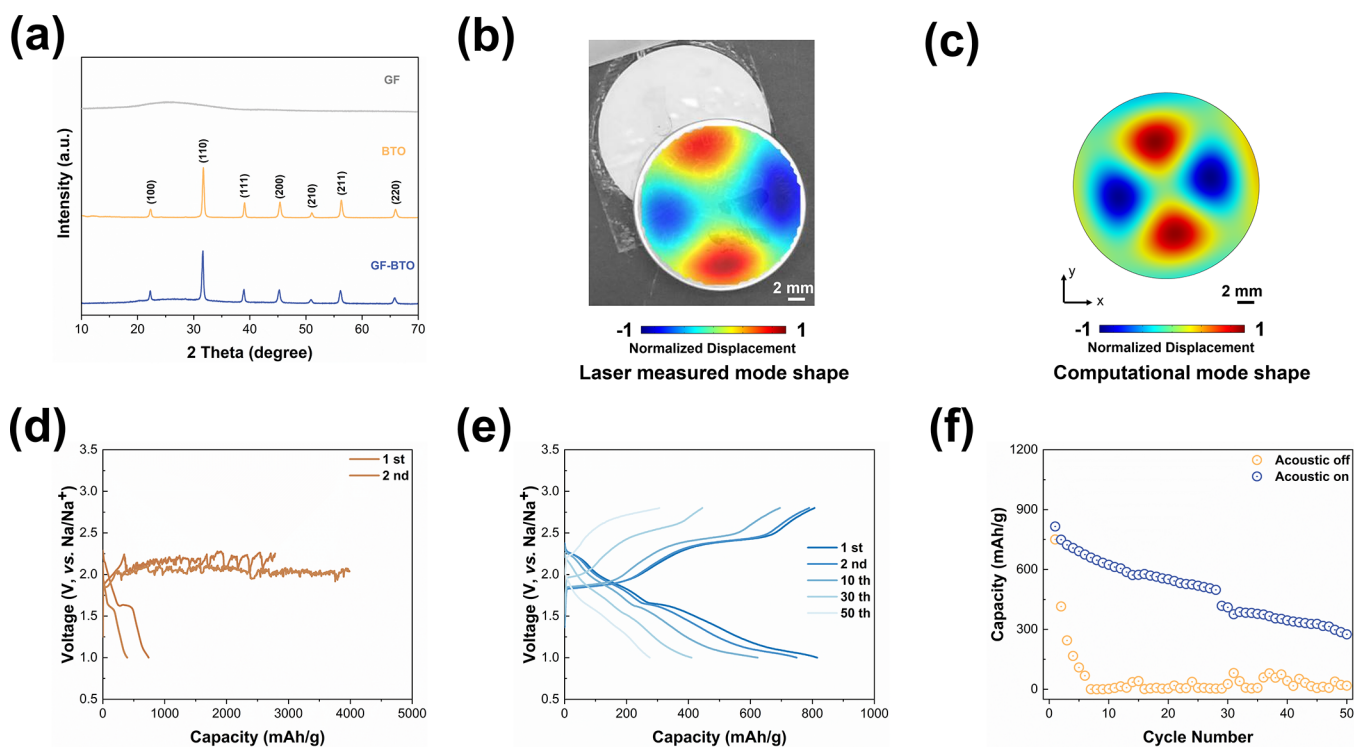 (a)
GF
BTO
(100)
(110)
(111)
(200)
(210)
(211)
(220)
GF-BTO
Intensity (a.u.)
10 20 30 40 50 60 70
2 Theta (degree)
(b)
2 mm
-1 1
Normalized Displacement
Laser measured mode shape
(c)
y
x
2 mm
-1 1
Normalized Displacement
Computational mode shape
(d)
3.5
3.0
2.5
2.0
1.5
1.0
0.5
Voltage (V, vs. Na/Na⁺)
1 st
2 nd
0 1000 2000 3000 4000 5000
Capacity (mAh/g)
(e)
3.5
3.0
2.5
2.0
1.5
1.0
0.5
Voltage (V, vs. Na/Na⁺)
1 st
2 nd
10 th
30 th
50 th
0 200 400 600 800 1000
Capacity (mAh/g)
(f)
1200
900
600
300
0
Capacity (mAh/g)
Acoustic off
Acoustic on
0 10 20 30 40 50
Cycle Number